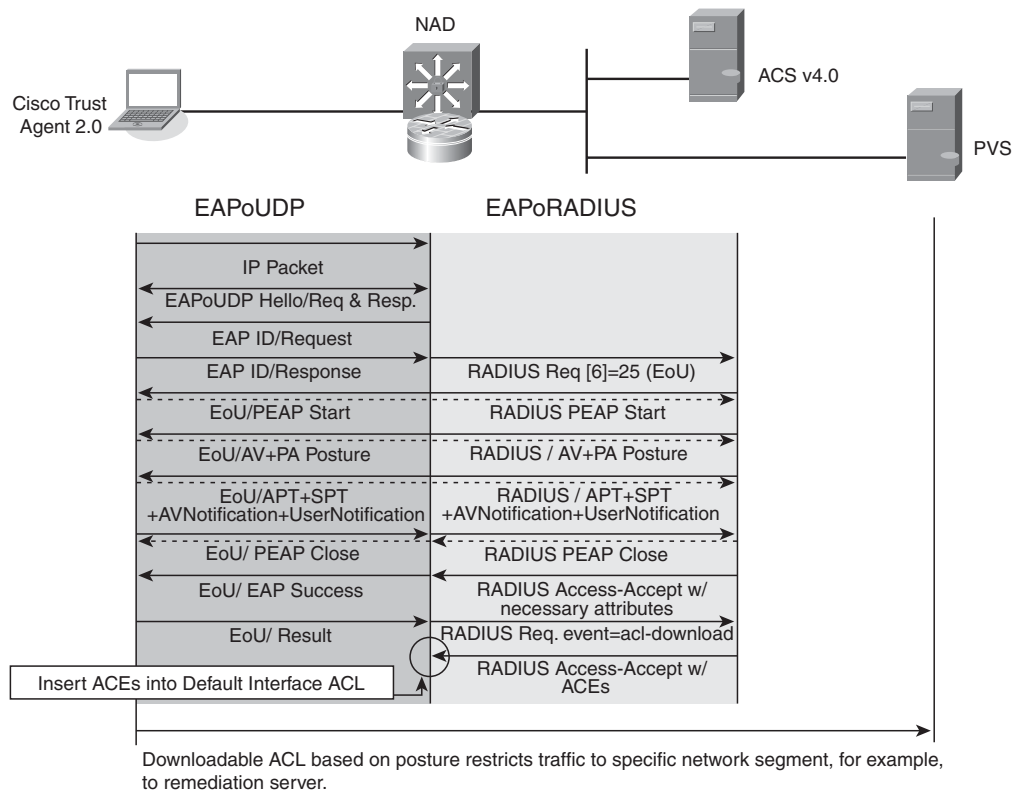 NAD
ACS v4.0
Cisco Trust
Agent 2.0
PVS
EAPoUDP
EAPoRADIUS
IP Packet
EAPoUDP Hello/Req & Resp.
EAP ID/Request
EAP ID/Response
RADIUS Req [6]=25 (EoU)
EoU/PEAP Start
RADIUS PEAP Start
EoU/AV+PA Posture
RADIUS / AV+PA Posture
EoU/APT+SPT
+AVNotification+UserNotification
RADIUS / APT+SPT
+AVNotification+UserNotification
EoU/ PEAP Close
RADIUS PEAP Close
EoU/ EAP Success
RADIUS Access-Accept w/
necessary attributes
EoU/ Result
RADIUS Req. event=acl-download
Insert ACEs into Default Interface ACL
RADIUS Access-Accept w/
ACEs
Downloadable ACL based on posture restricts traffic to specific network segment, for example,
to remediation server.